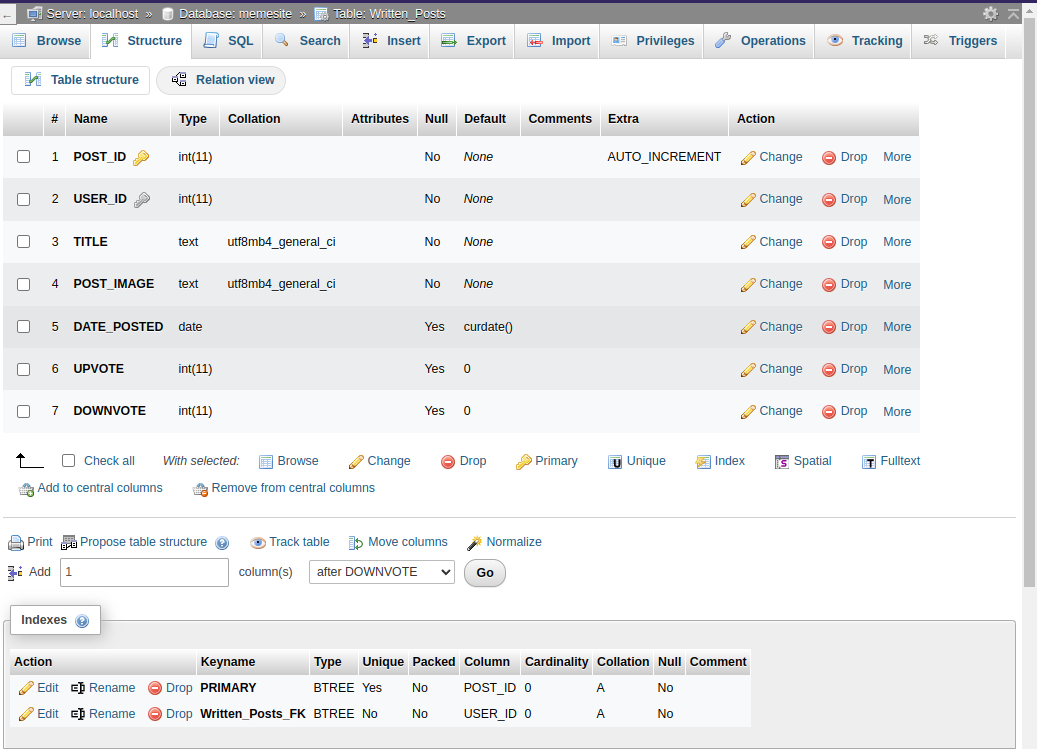 Server: localhost » Database: memesite » Table: Written_Posts
Browse Structure SQL Search Insert Export Import Privileges Operations Tracking Triggers
Table structure Relation view
# Name Type Collation Attributes Null Default Comments Extra Action
1 POST_ID int(11) No None AUTO_INCREMENT Change Drop More
2 USER_ID int(11) No None Change Drop More
3 TITLE text utf8mb4_general_ci No None Change Drop More
4 POST_IMAGE text utf8mb4_general_ci No None Change Drop More
5 DATE_POSTED date Yes curdate() Change Drop More
6 UPVOTE int(11) Yes 0 Change Drop More
7 DOWNVOTE int(11) Yes 0 Change Drop More
Check all With selected: Browse Change Drop Primary Unique Index Spatial Fulltext
Add to central columns Remove from central columns
Print Propose table structure Track table Move columns Normalize
Add 1 column(s) after DOWNVOTE Go
Indexes
Action Keyname Type Unique Packed Column Cardinality Collation Null Comment
Edit Rename Drop PRIMARY BTREE Yes No POST_ID 0 A No
Edit Rename Drop Written_Posts_FK BTREE No No USER_ID 0 A No